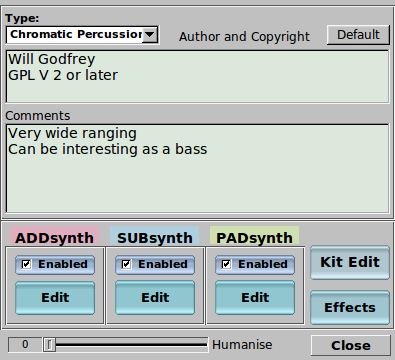 Type:
Chromatic Percussion
Author and Copyright
Default
Will Godfrey
GPL V 2 or later
Comments
Very wide ranging
Can be interesting as a bass
ADDsynth
SUBsynth
PADsynth
Enabled
Enabled
Enabled
Kit Edit
Edit
Edit
Edit
Effects
0
Humanise
Close